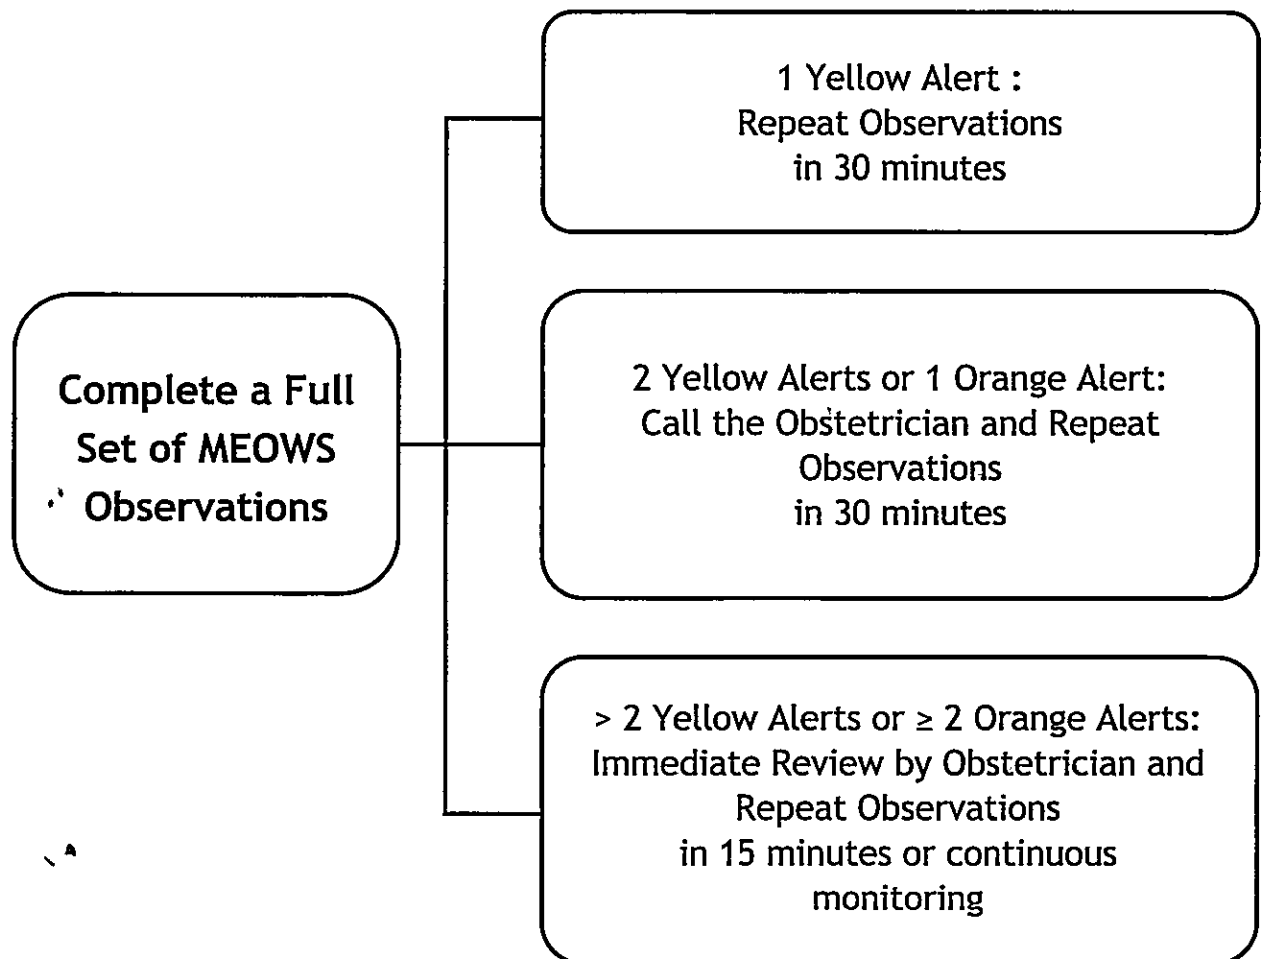 Complete a Full
Set of MEOWS
Observations
1 Yellow Alert :
Repeat Observations
in 30 minutes
2 Yellow Alerts or 1 Orange Alert:
Call the Obstetrician and Repeat
Observations
in 30 minutes
> 2 Yellow Alerts or ≥ 2 Orange Alerts:
Immediate Review by Obstetrician and
Repeat Observations
in 15 minutes or continuous
monitoring